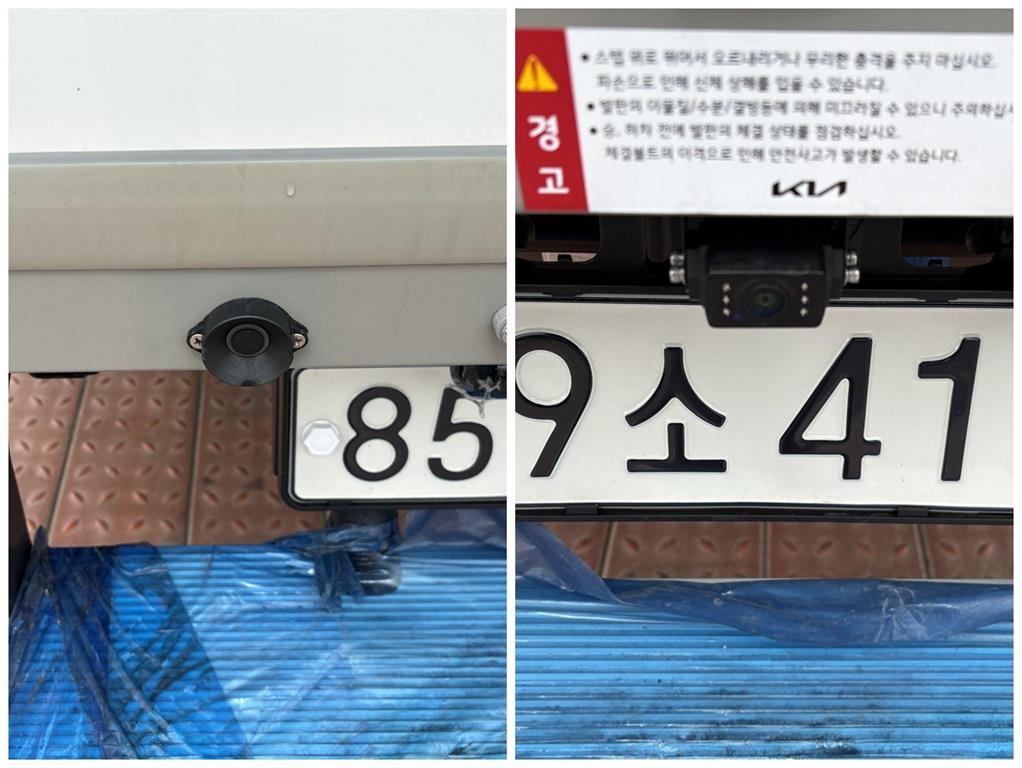 85
경고
• 스텝 위로 뛰어서 오르내리거나 무리한 충격을 주지 마십시오.
파손으로 인해 신체 상해를 입을 수 있습니다.
• 발판의 이물질/수분/결빙등에 의해 미끄러질 수 있으니 주의하십시
• 승, 하차 전에 발판의 체결 상태를 점검하십시오.
체결볼트의 이격으로 인해 안전사고가 발생할 수 있습니다.
KIA
9소 41